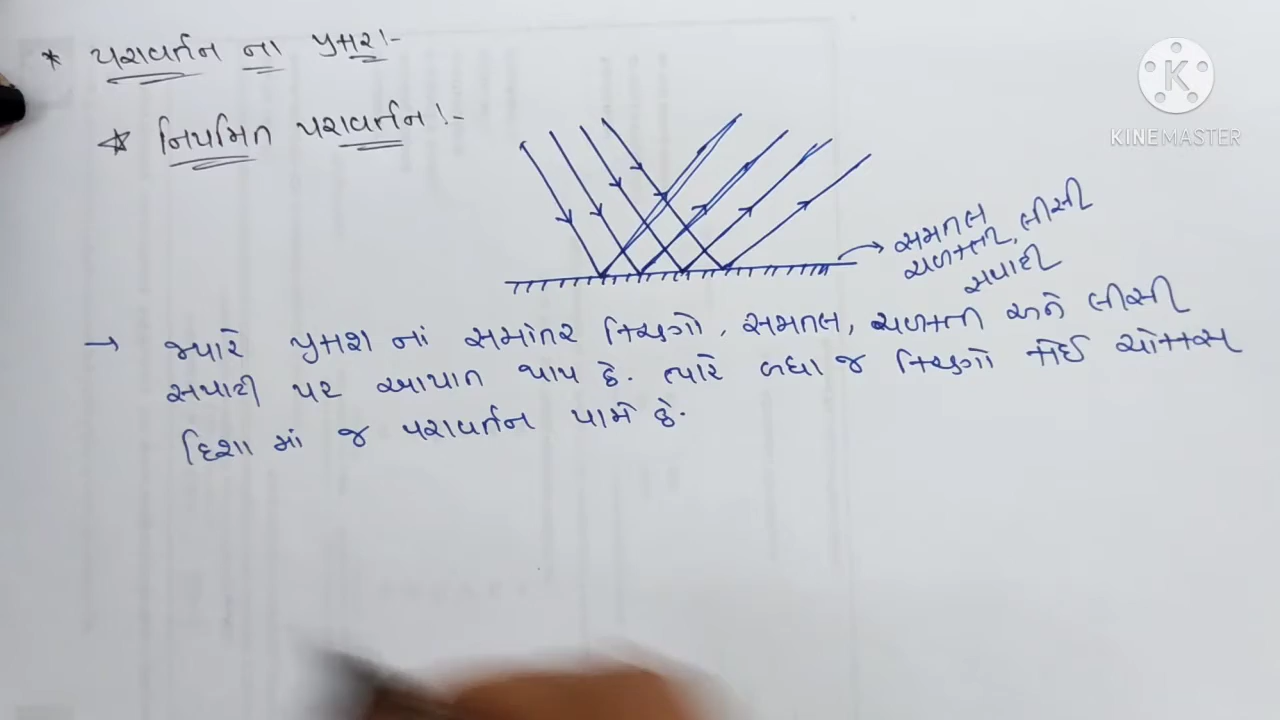 * પરાવર્તન ના પ્રકાર :-
☆ નિયમિત પરાવર્તન :-
સમતલ
ચળકતી, લીસી
સપાટી
→ જ્યારે પ્રકાશ નાં સમાંતર કિરણો, સમતલ, ચળકતી અને લીસી
સપાટી પર આપાત થાય છે. ત્યારે બધા જ કિરણો કોઈ ચોક્કસ
દિશા માં જ પરાવર્તન પામે છે.
K
KINEMASTER